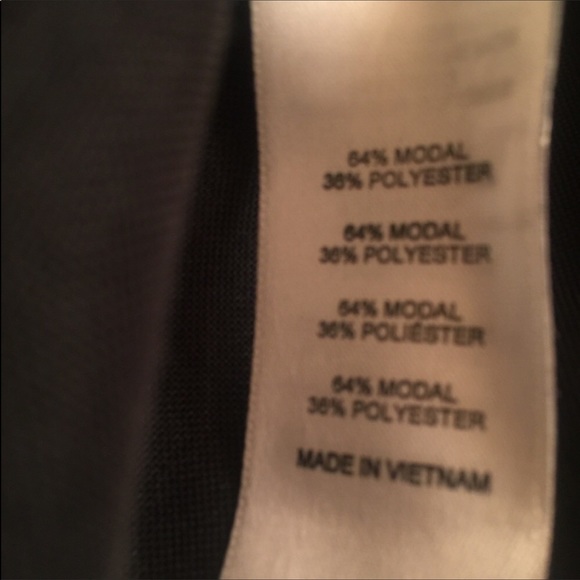 64% MODAL
36% POLYESTER
64% MODAL
36% POLYESTER
64% MODAL
36% POLIÉSTER
64% MODAL
36% POLYESTER
MADE IN VIETNAM